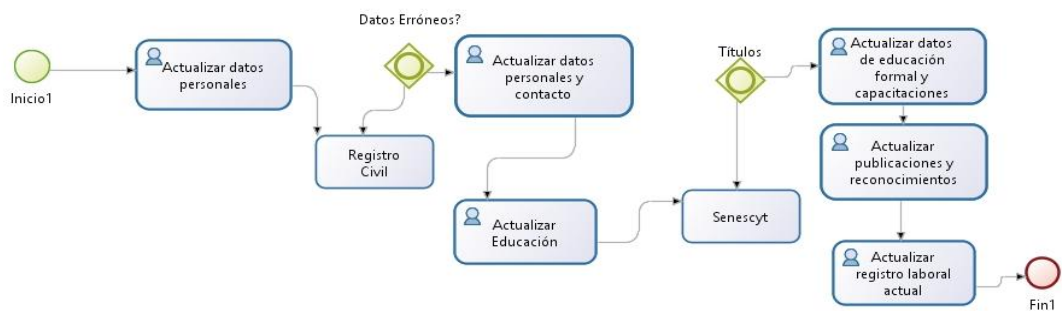 Inicio1
Actualizar datos
personales
Registro
Civil
Datos Erróneos?
Actualizar datos
personales y
contacto
Actualizar
Educación
Senescyt
Títulos
Actualizar datos
de educación
formal y
capacitaciones
Actualizar
publicaciones y
reconocimientos
Actualizar
registro laboral
actual
Fin1